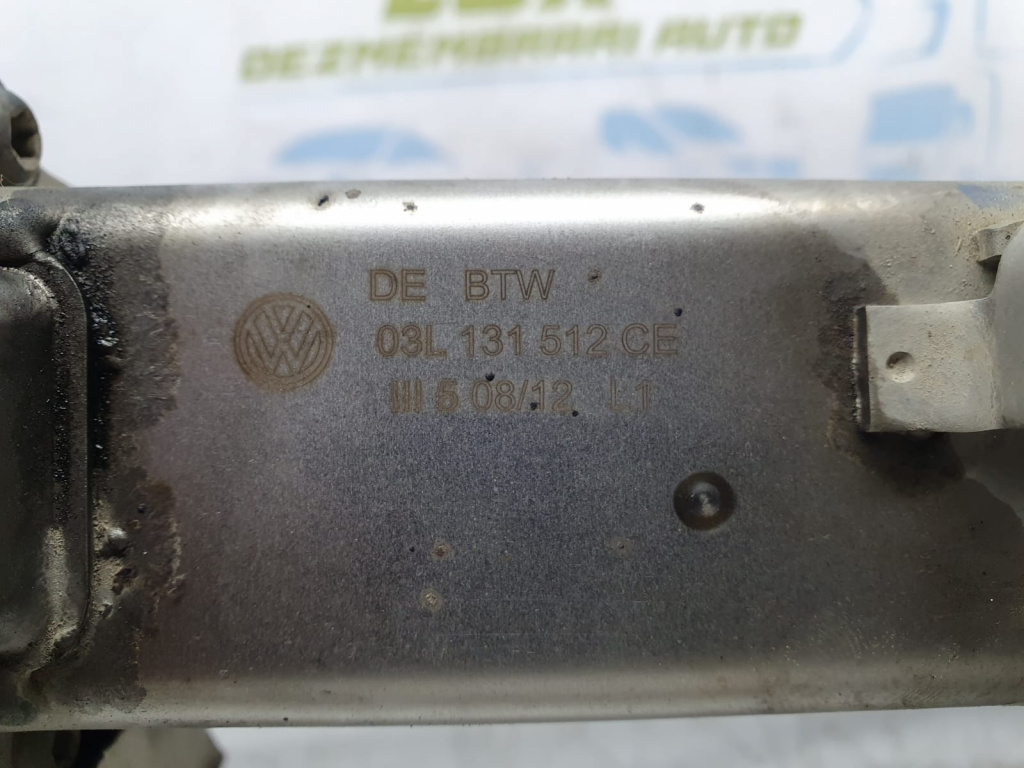 DEZMEMBRARI AUTO
DE BTW
03L 131 512 CE
5 08/12 L1